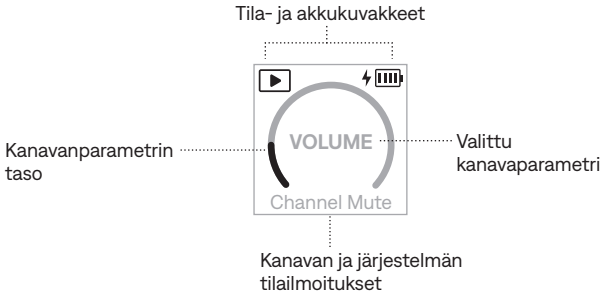 Tila- ja akkukuvakkeet
VOLUME
Kanavanparametrin
taso
Valittu
kanavaparametri
Channel Mute
Kanavan ja järjestelmän
tilailmoitukset